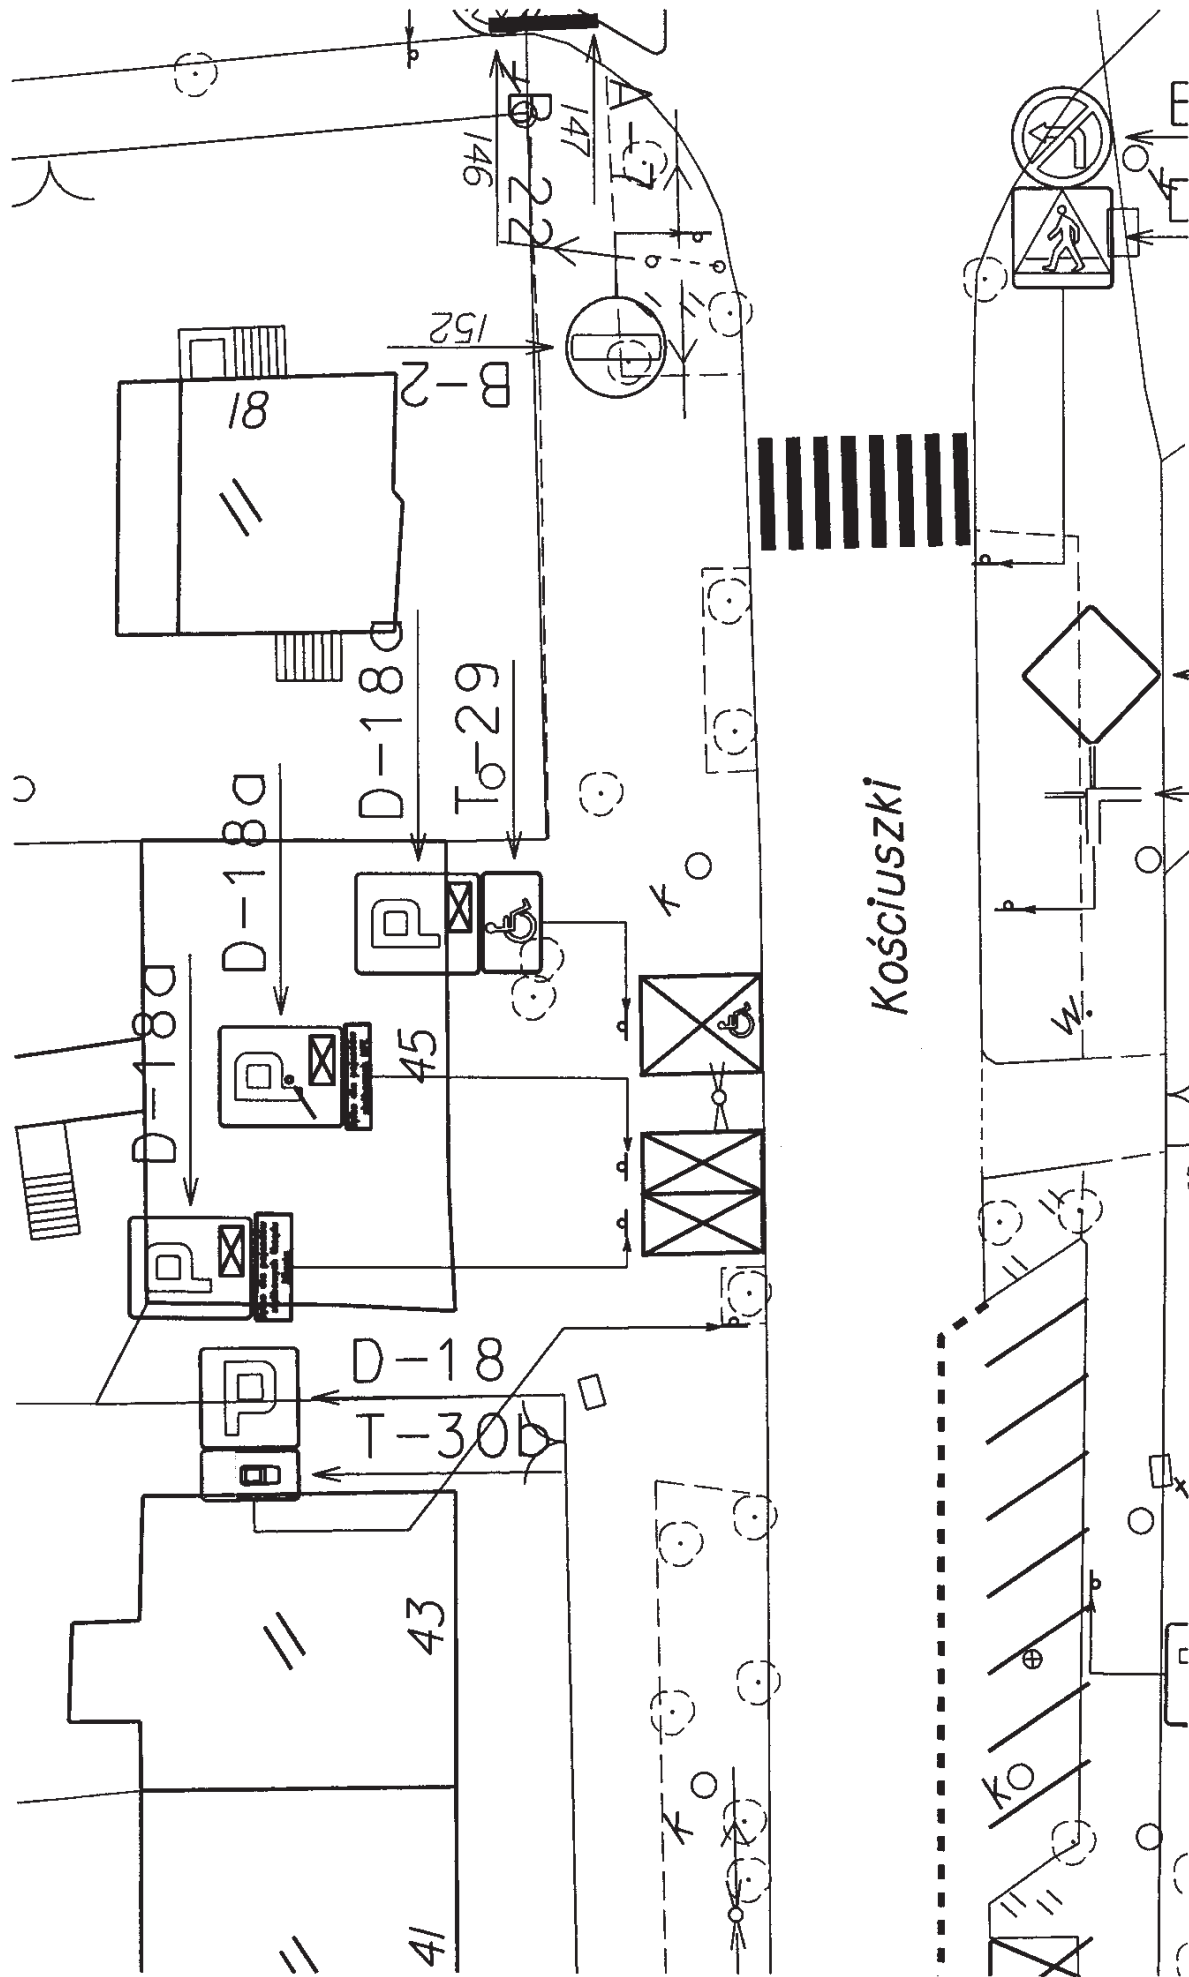 A-7
B-22
147
146
152
B-2
18
D-18a
T-29
D-18a
D-18a
P
P
P
45
K
Kościuszki
W
D-18
T-30b
P
43
K
K
41